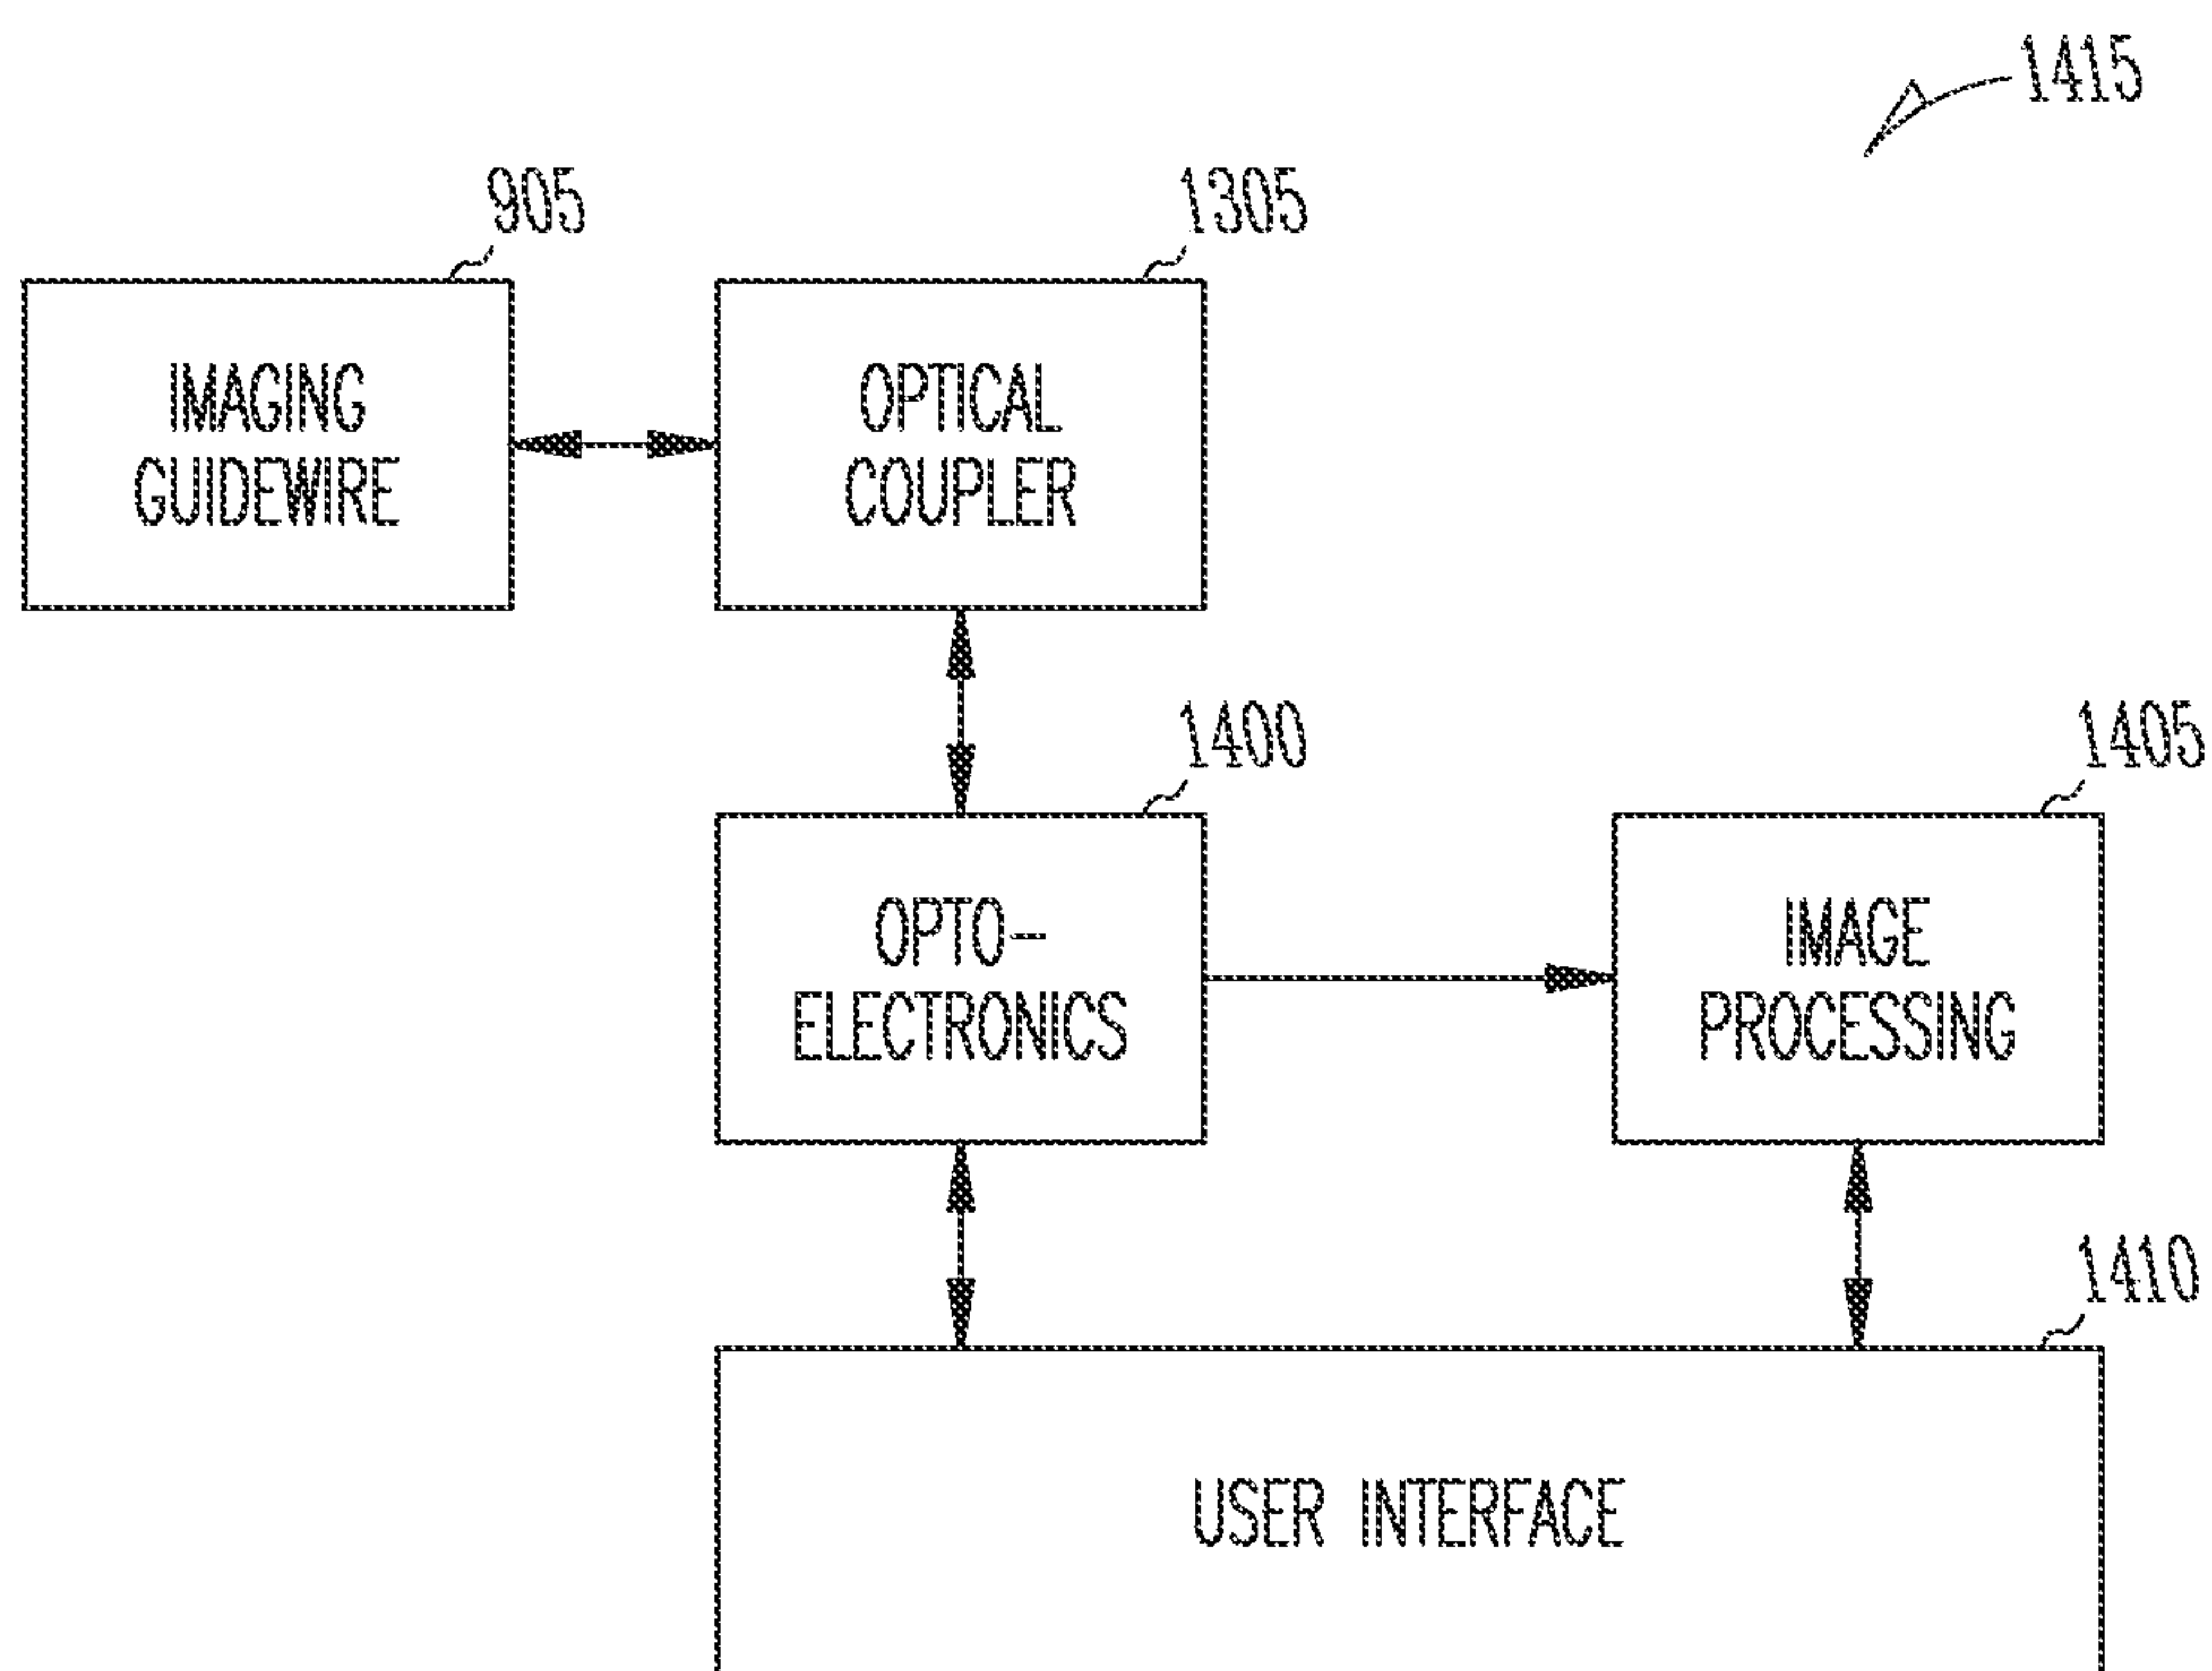 1415
905
1305
IMAGING
GUIDEWIRE
OPTICAL
COUPLER
1400
1405
OPTO-
ELECTRONICS
IMAGE
PROCESSING
1410
USER INTERFACE